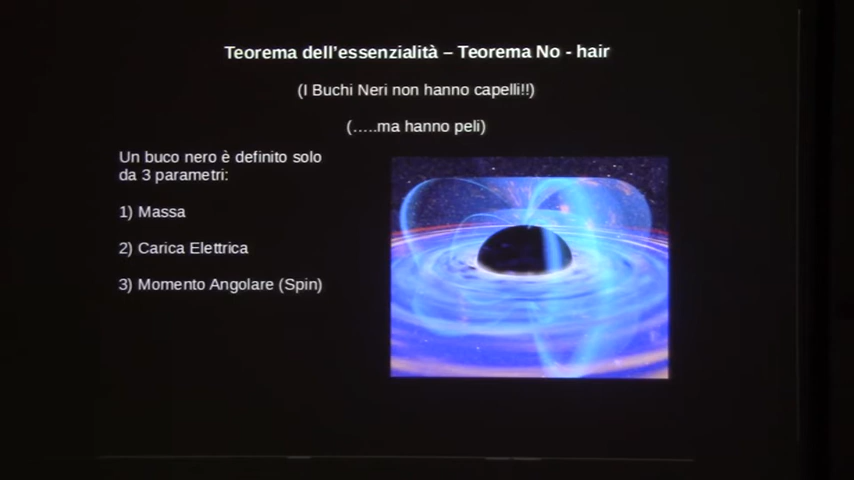 Teorema dell'essenzialità – Teorema No - hair
(I Buchi Neri non hanno capelli!!)
(.....ma hanno peli)
Un buco nero è definito solo
da 3 parametri:
1) Massa
2) Carica Elettrica
3) Momento Angolare (Spin)